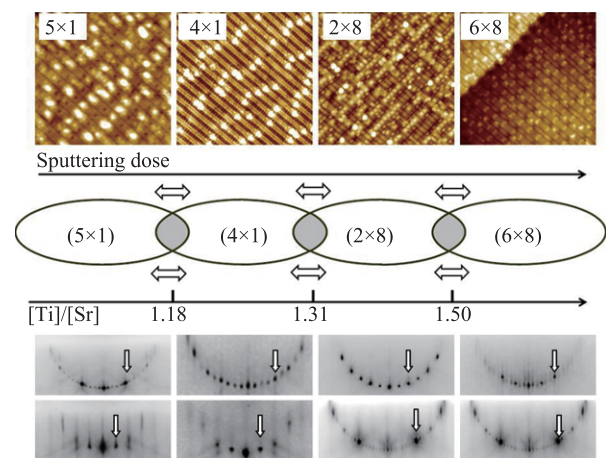 5×1 4×1 2×8 6×8
Sputtering dose
(5×1) (4×1) (2×8) (6×8)
[Ti]/[Sr] 1.18 1.31 1.50